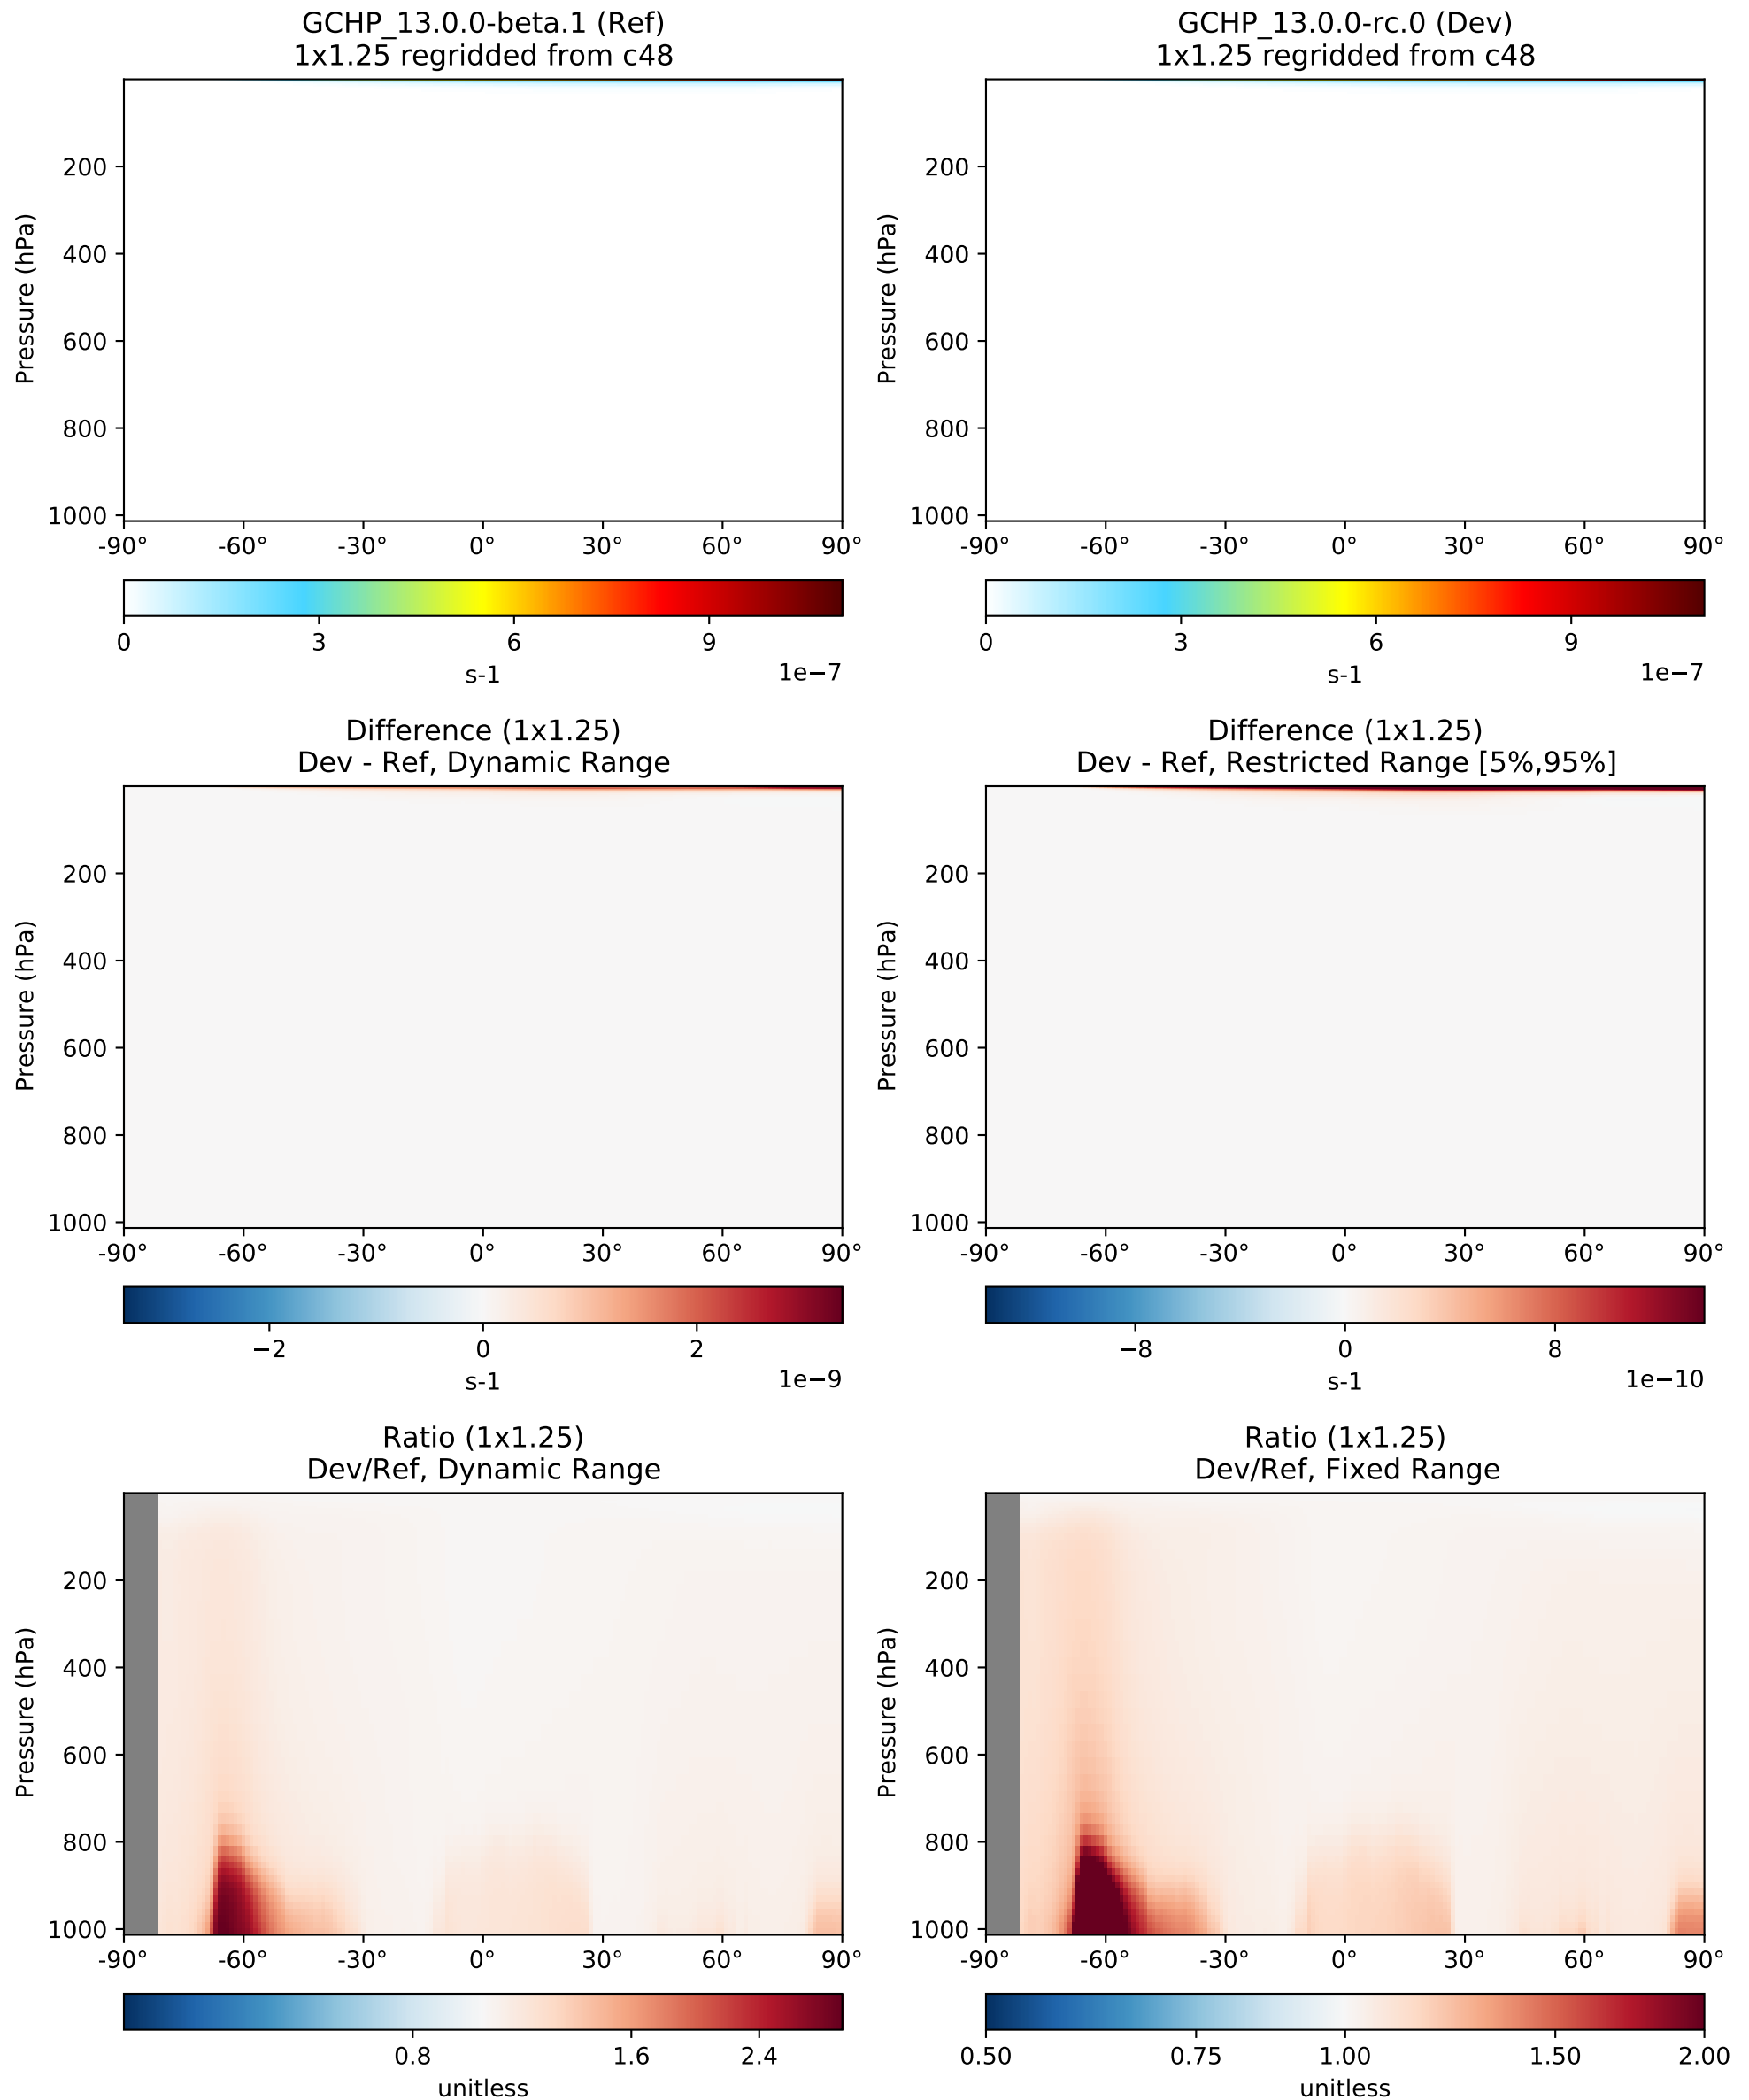 GCHP_13.0.0-beta.1 (Ref)
1x1.25 regridded from c48
Pressure (hPa)
200
400
600
800
1000
-90° -60° -30° 0° 30° 60° 90°
0 3 6 9
s-1
1e−7
GCHP_13.0.0-rc.0 (Dev)
1x1.25 regridded from c48
Pressure (hPa)
200
400
600
800
1000
-90° -60° -30° 0° 30° 60° 90°
0 3 6 9
s-1
1e−7
Difference (1x1.25)
Dev - Ref, Dynamic Range
Pressure (hPa)
200
400
600
800
1000
-90° -60° -30° 0° 30° 60° 90°
−2 0 2
s-1
1e−9
Difference (1x1.25)
Dev - Ref, Restricted Range [5%,95%]
Pressure (hPa)
200
400
600
800
1000
-90° -60° -30° 0° 30° 60° 90°
−8 0 8
s-1
1e−10
Ratio (1x1.25)
Dev/Ref, Dynamic Range
Pressure (hPa)
200
400
600
800
1000
-90° -60° -30° 0° 30° 60° 90°
0.8 1.6 2.4
unitless
Ratio (1x1.25)
Dev/Ref, Fixed Range
Pressure (hPa)
200
400
600
800
1000
-90° -60° -30° 0° 30° 60° 90°
0.50 0.75 1.00 1.50 2.00
unitless